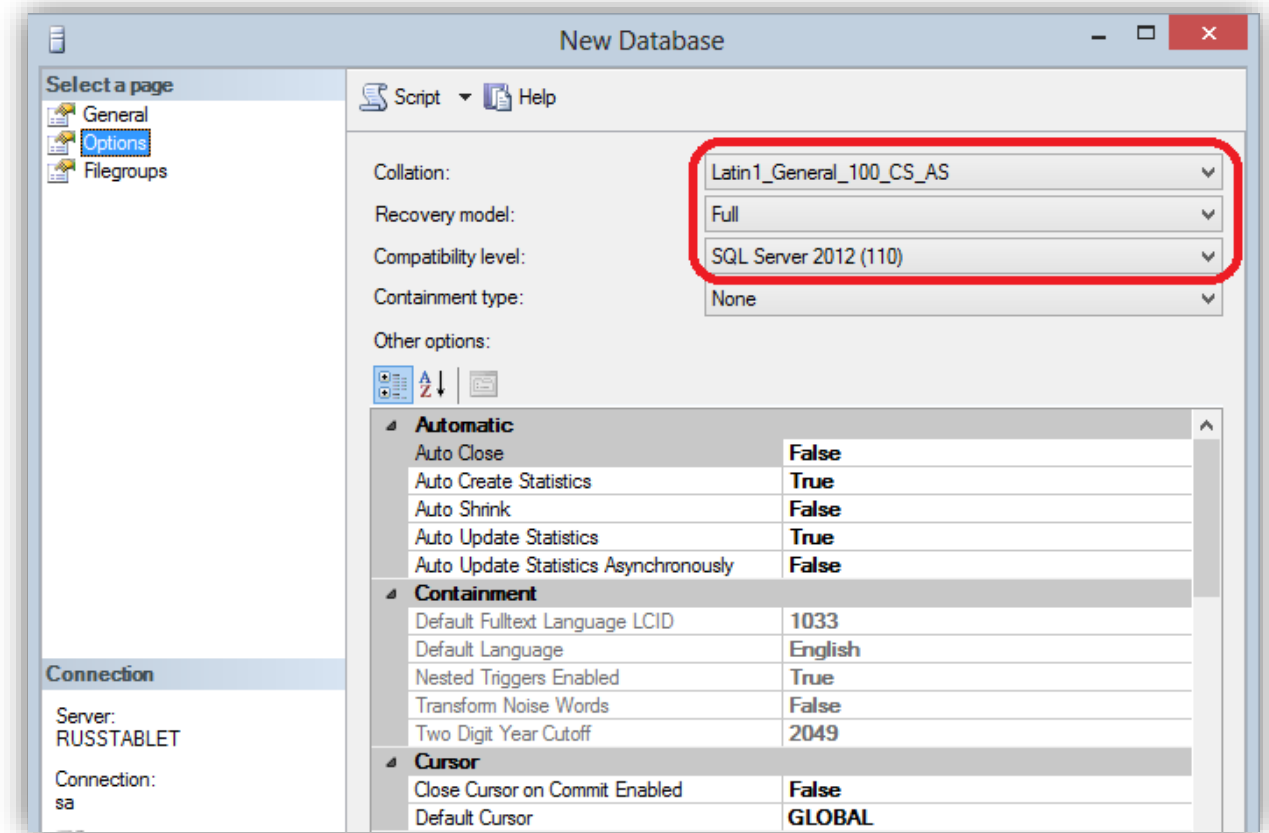 New Database
Select a page
General
Options
Filegroups
Script Help
Collation: Latin1_General_100_CS_AS
Recovery model: Full
Compatibility level: SQL Server 2012 (110)
Containment type: None
Other options:
Automatic
Auto Close False
Auto Create Statistics True
Auto Shrink False
Auto Update Statistics True
Auto Update Statistics Asynchronously False
Containment
Default Fulltext Language LCID 1033
Default Language English
Nested Triggers Enabled True
Transform Noise Words False
Two Digit Year Cutoff 2049
Cursor
Close Cursor on Commit Enabled False
Default Cursor GLOBAL
Connection
Server:
RUSSTABLET
Connection:
sa